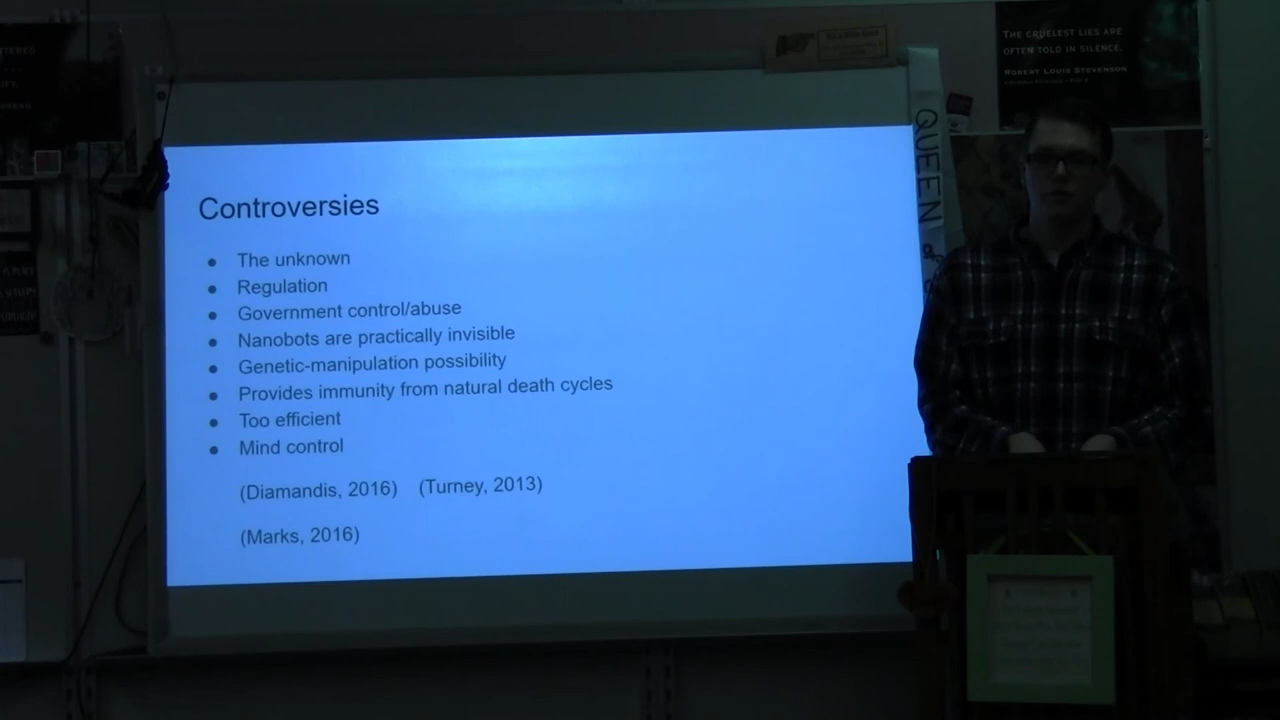 THE CRUELEST LIES ARE
OFTEN TOLD IN SILENCE.
ROBERT LOUIS STEVENSON
QUEEN of
Controversies
● The unknown
● Regulation
● Government control/abuse
● Nanobots are practically invisible
● Genetic-manipulation possibility
● Provides immunity from natural death cycles
● Too efficient
● Mind control
(Diamandis, 2016) (Turney, 2013)
(Marks, 2016)